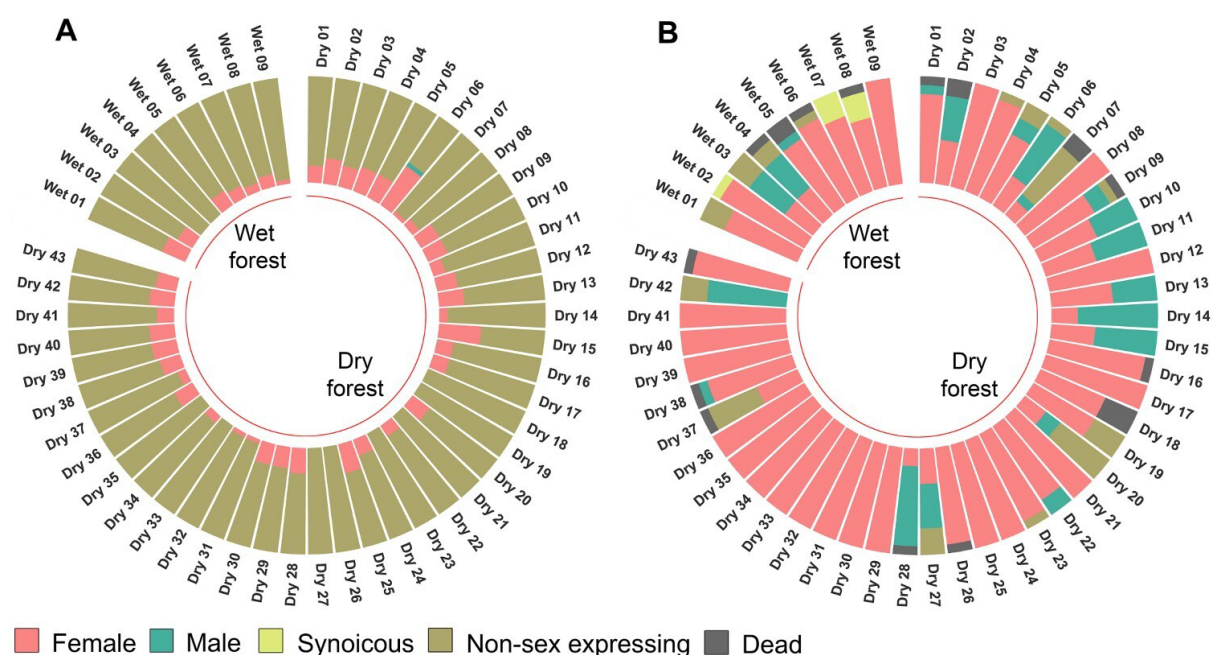 A
Wet 01
Wet 02
Wet 03
Wet 04
Wet 05
Wet 06
Wet 07
Wet 08
Wet 09
Dry 01
Dry 02
Dry 03
Dry 04
Dry 05
Dry 06
Dry 07
Dry 08
Dry 09
Dry 10
Dry 11
Dry 12
Dry 13
Dry 14
Dry 15
Dry 16
Dry 17
Dry 18
Dry 19
Dry 20
Dry 21
Dry 22
Dry 23
Dry 24
Dry 25
Dry 26
Dry 27
Dry 28
Dry 29
Dry 30
Dry 31
Dry 32
Dry 33
Dry 34
Dry 35
Dry 36
Dry 37
Dry 38
Dry 39
Dry 40
Dry 41
Dry 42
Dry 43
Wet
forest
Dry
forest
B
Wet 01
Wet 02
Wet 03
Wet 04
Wet 05
Wet 06
Wet 07
Wet 08
Wet 09
Dry 01
Dry 02
Dry 03
Dry 04
Dry 05
Dry 06
Dry 07
Dry 08
Dry 09
Dry 10
Dry 11
Dry 12
Dry 13
Dry 14
Dry 15
Dry 16
Dry 17
Dry 18
Dry 19
Dry 20
Dry 21
Dry 22
Dry 23
Dry 24
Dry 25
Dry 26
Dry 27
Dry 28
Dry 29
Dry 30
Dry 31
Dry 32
Dry 33
Dry 34
Dry 35
Dry 36
Dry 37
Dry 38
Dry 39
Dry 40
Dry 41
Dry 42
Dry 43
Wet
forest
Dry
forest
Female Male Synoicous Non-sex expressing Dead